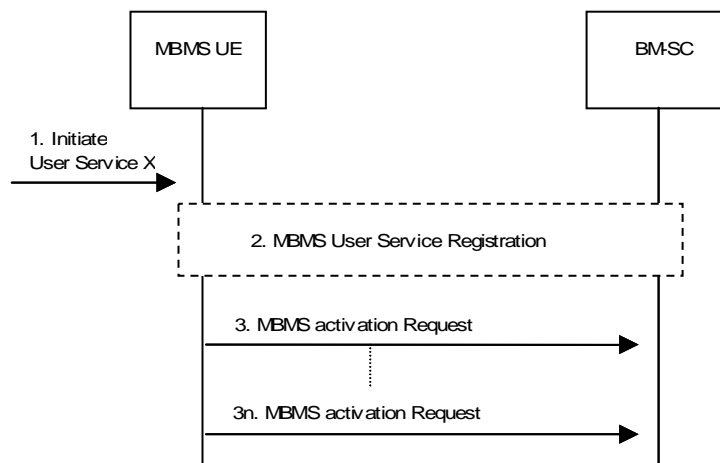 MBMS UE
BM-SC
1. Initiate
User Service X
2. MBMS User Service Registration
3. MBMS activation Request
3n. MBMS activation Request